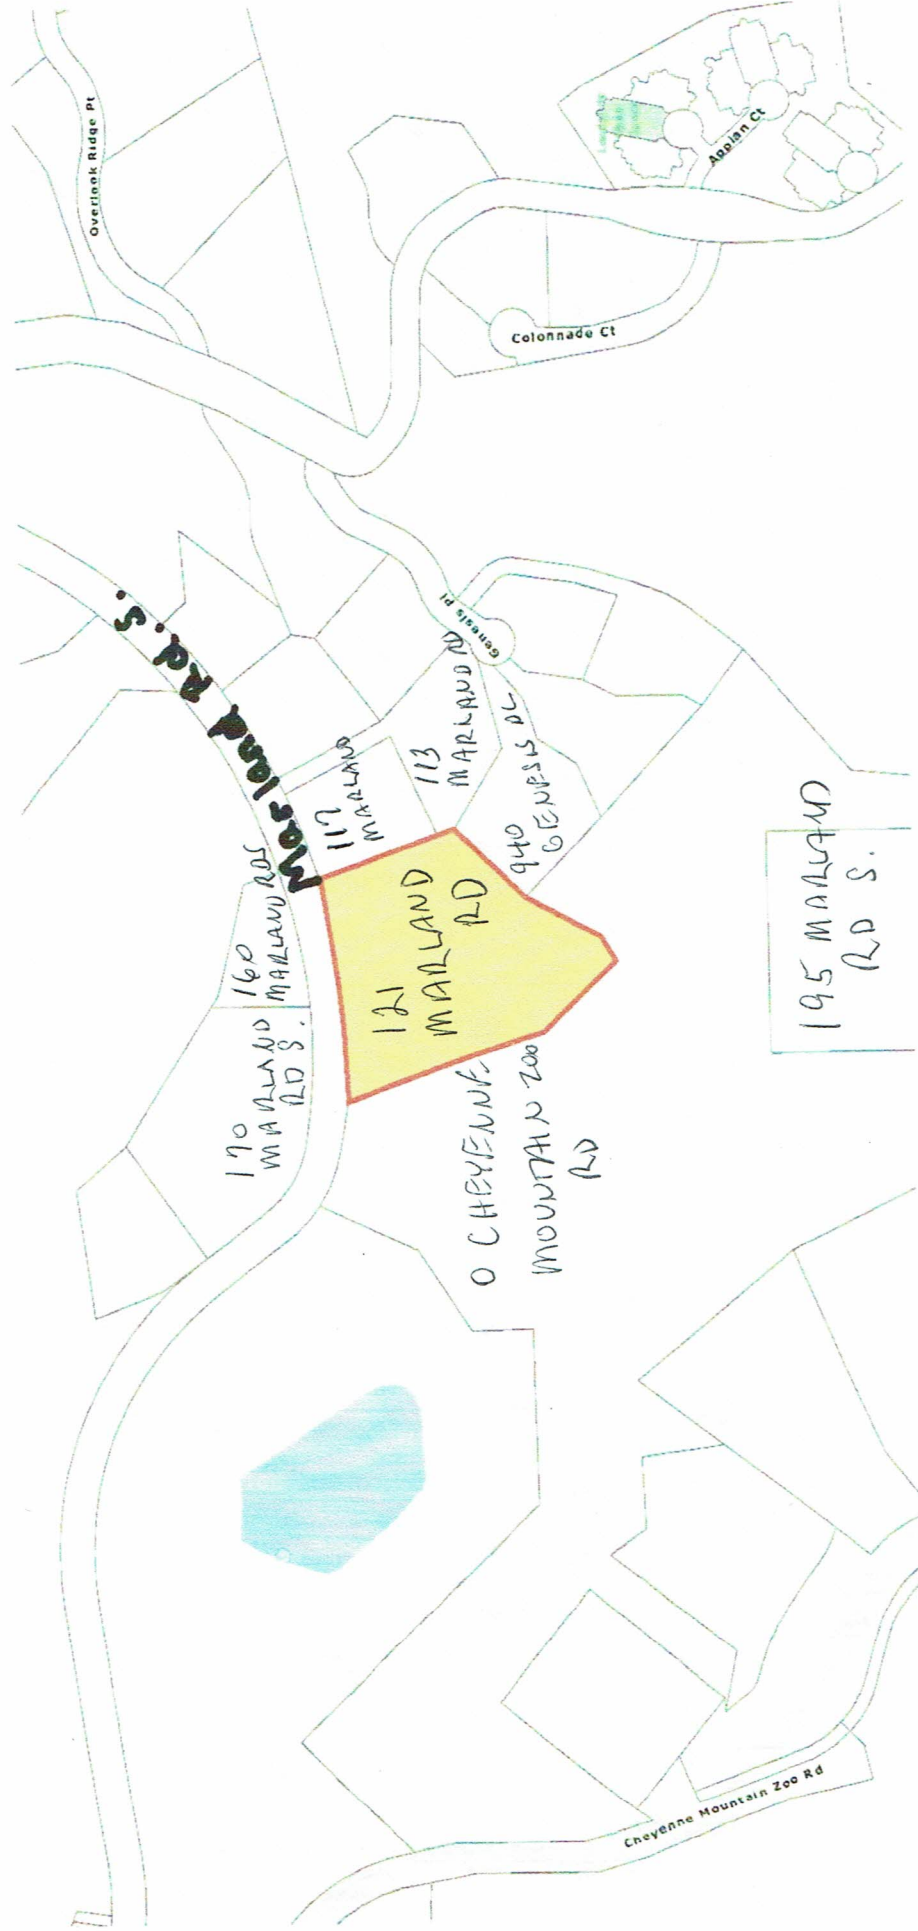 Overlook Ridge Pt
Appian Ct
Colonnade Ct
Marland Rd. S.
Genesis Pl
117
MARLAND
113
MARLAND RD
940
GENESIS PL
160
MARLAND RDS
170
MARLAND
RD S.
121
MARLAND
RD
195 MARLAND
RD S.
0 CHEYENNE
MOUNTAIN ZOO
RD
Cheyenne Mountain Zoo Rd